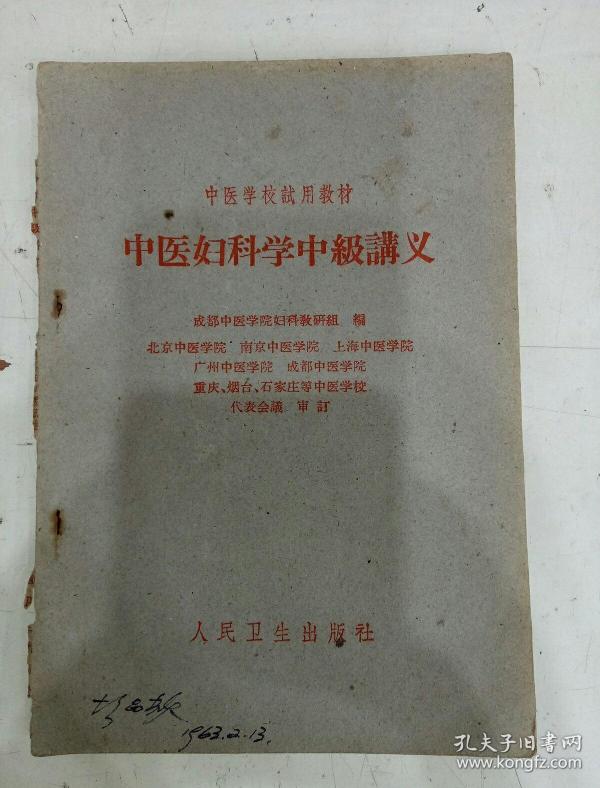 中医学校試用教材
中医妇科学中級講义
成都中医学院妇科教研組 編
北京中医学院 南京中医学院 上海中医学院
广州中医学院 成都中医学院
重庆、烟台、石家庄等中医学校
代表会議 审訂
人民卫生出版社
1963.2.13.
孔夫子旧書网
www.kongfz.com